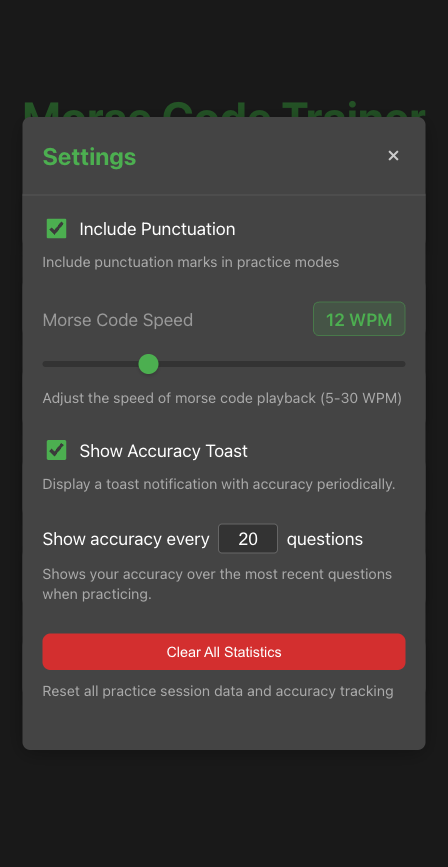 Morse Code Trainer
Settings ×
Include Punctuation
Include punctuation marks in practice modes
Morse Code Speed 12 WPM
Adjust the speed of morse code playback (5-30 WPM)
Show Accuracy Toast
Display a toast notification with accuracy periodically.
Show accuracy every 20 questions
Shows your accuracy over the most recent questions
when practicing.
Clear All Statistics
Reset all practice session data and accuracy tracking